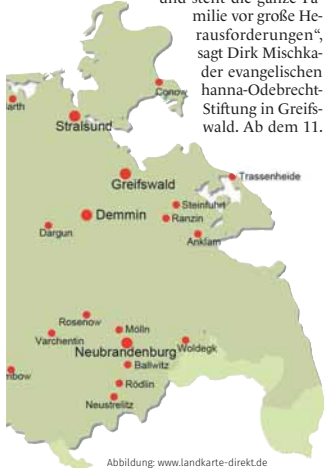 und stellt die ganze Fa-
milie vor große He-
rausforderungen“,
sagt Dirk Mischka-
der evangelischen
hanna-Odebrecht-
Stiftung in Greifs-
wald. Ab dem 11.
Conow
arth
Stralsund
Greifswald
Trassenheide
Steinfurth
Demmin
Ranzin
Dargun
Anklam
Rosenow
Mölln
Varchentin
Woldegk
Neubrandenburg
Ballwitz
mbow
Rödlin
Neustrelitz
Abbildung: www.landkarte-direkt.de